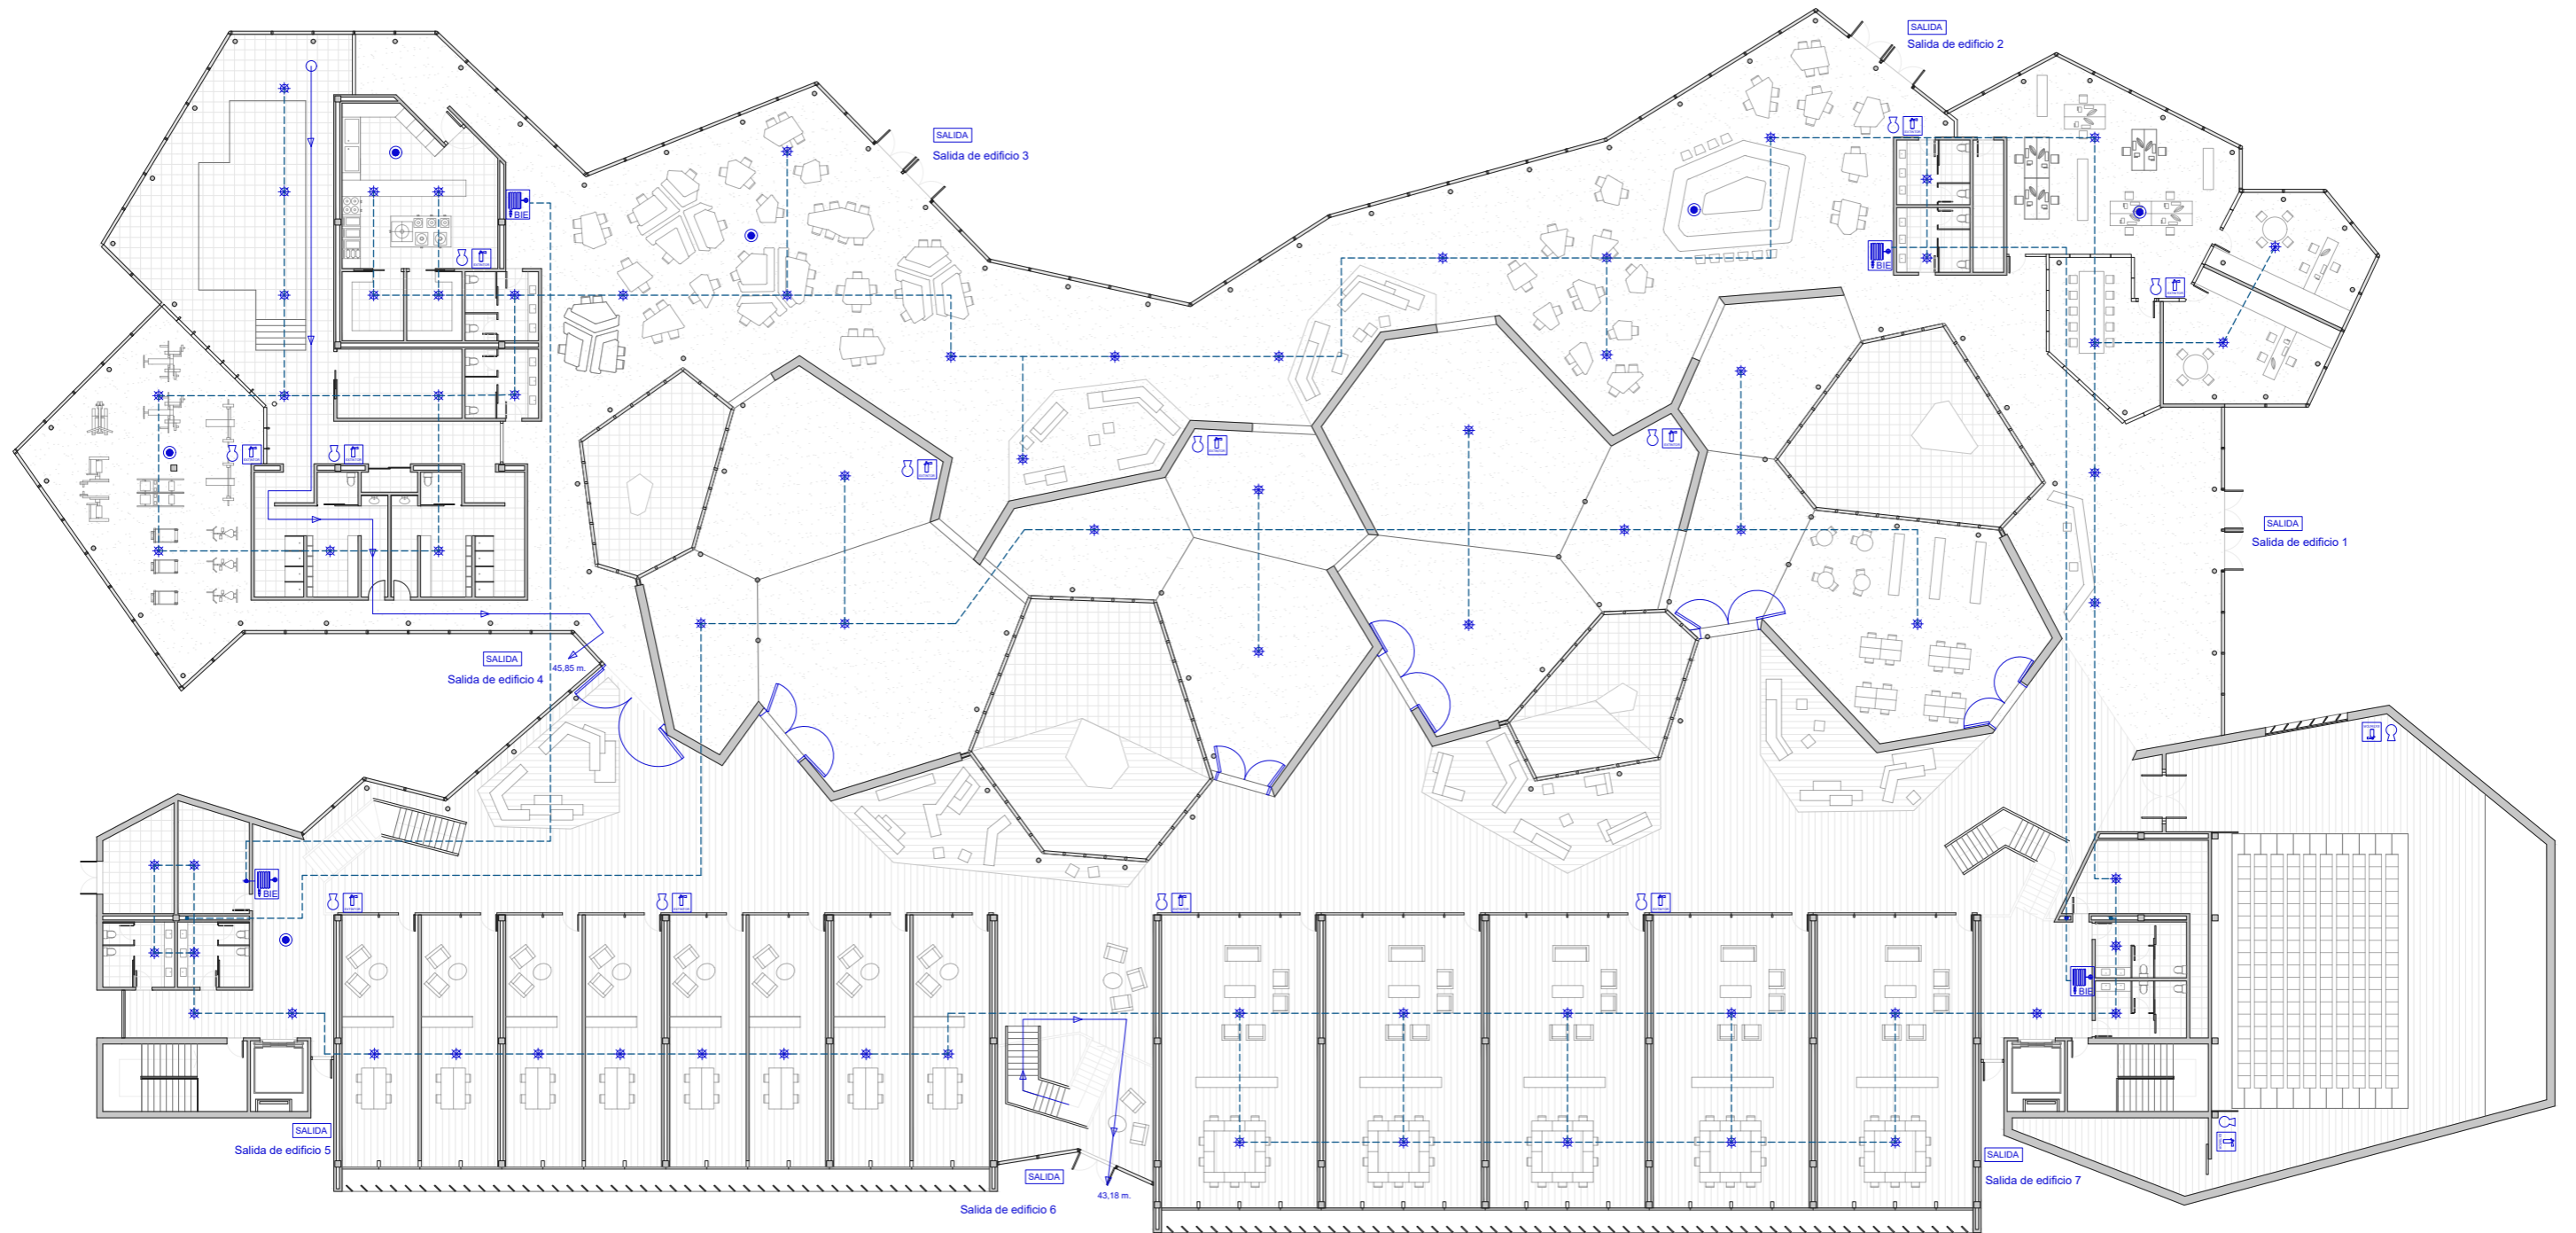 SALIDA
Salida de edificio 2
SALIDA
Salida de edificio 3
BIE
BIE
SALIDA
Salida de edificio 1
SALIDA
45,85 m.
Salida de edificio 4
BIE
BIE
SALIDA
Salida de edificio 5
SALIDA
Salida de edificio 7
SALIDA
43,18 m.
Salida de edificio 6